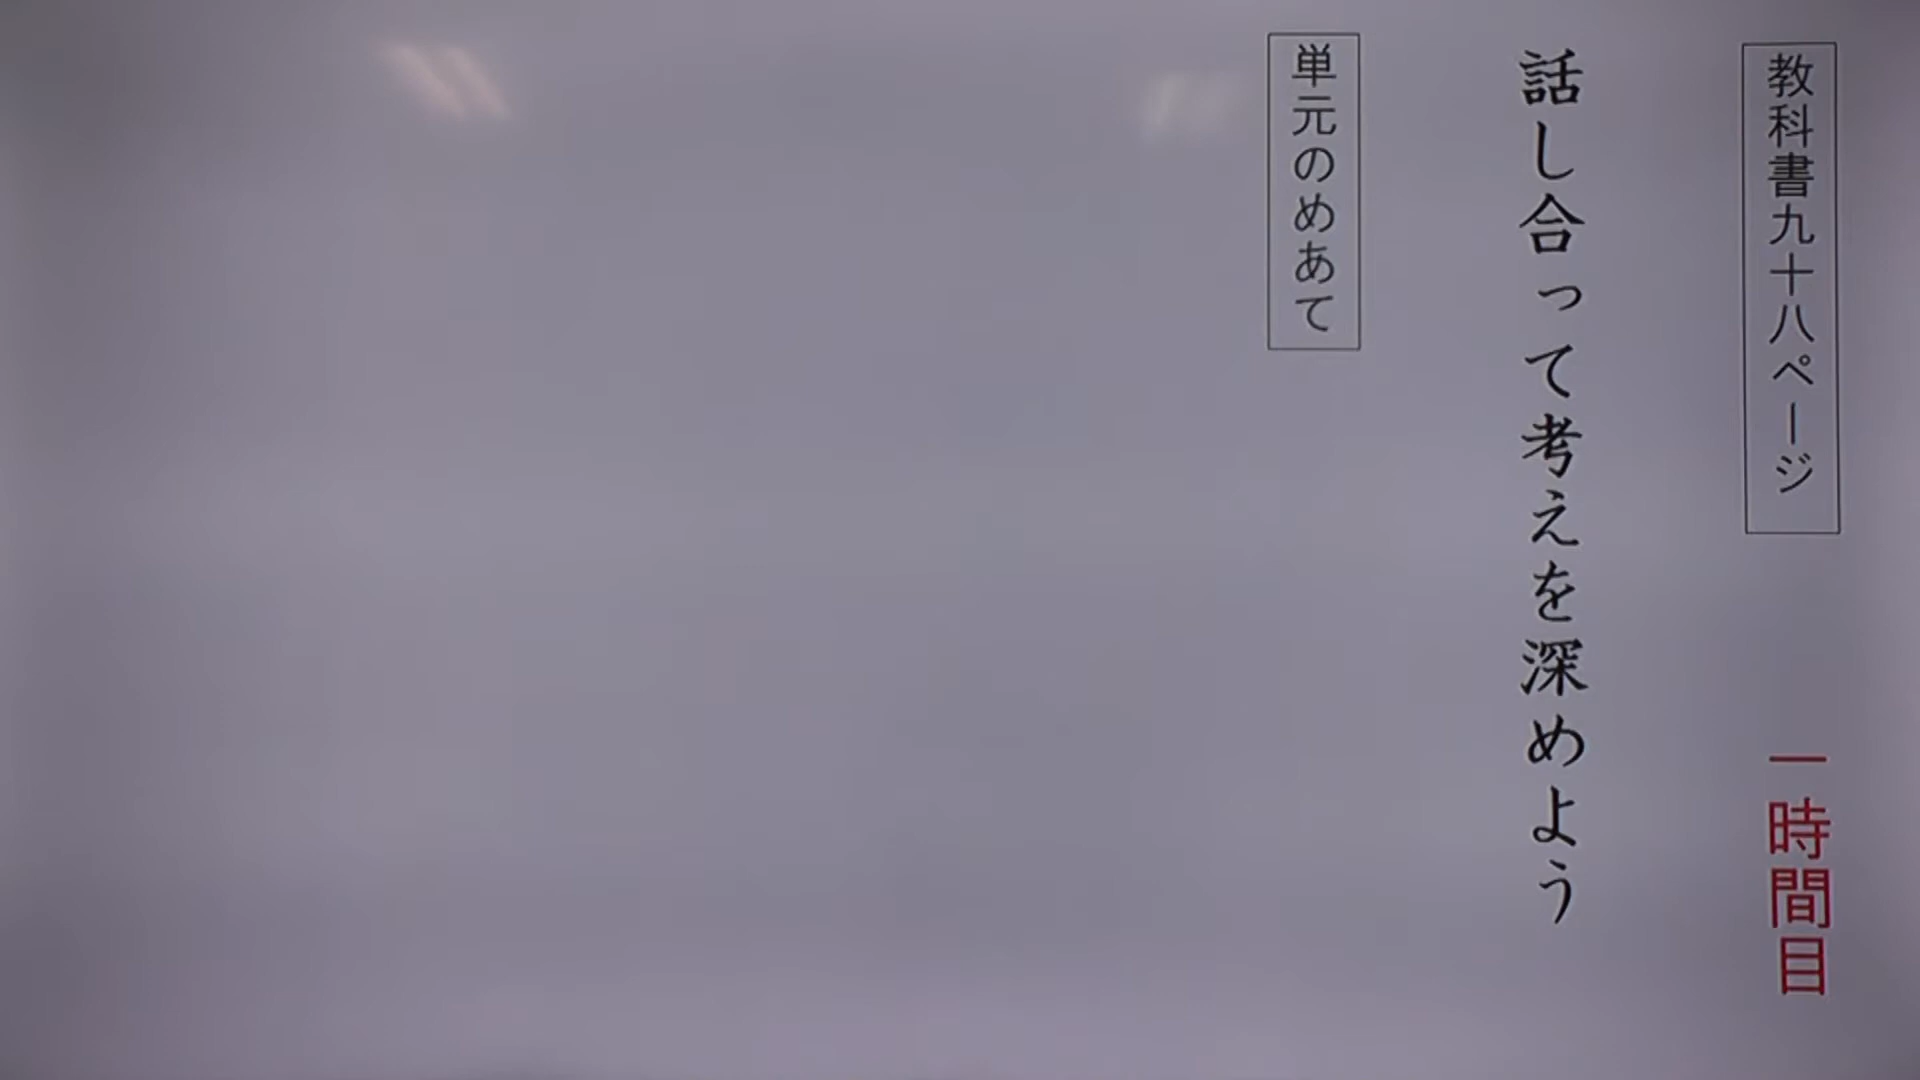 教科書九十八ページ
一時間目
話し合って考えを深めよう
単元のめあて